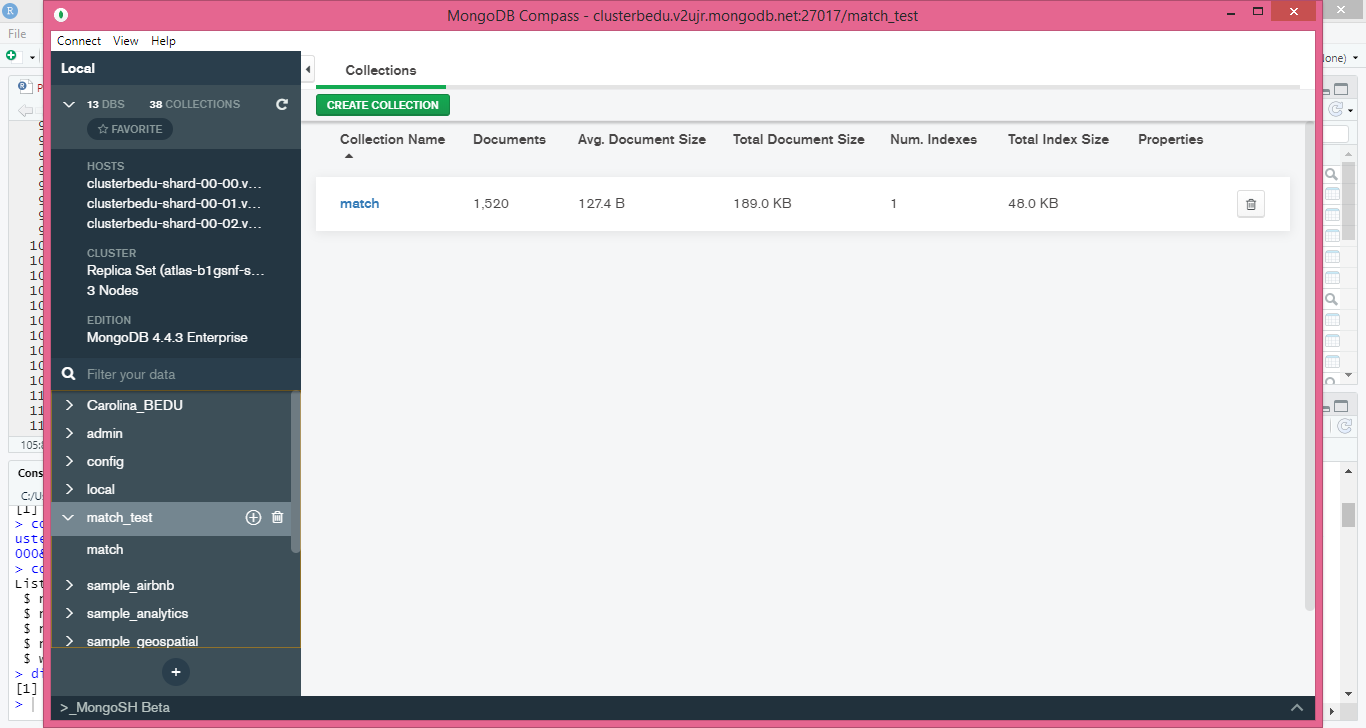 MongoDB Compass - clusterbedu.v2ujr.mongodb.net:27017/match_test
File
Connect View Help
Local
Collections
13 DBS 38 COLLECTIONS
FAVORITE
CREATE COLLECTION
Collection Name Documents Avg. Document Size Total Document Size Num. Indexes Total Index Size Properties
match 1,520 127.4 B 189.0 KB 1 48.0 KB
HOSTS
clusterbedu-shard-00-00.v...
clusterbedu-shard-00-01.v...
clusterbedu-shard-00-02.v...
CLUSTER
Replica Set (atlas-b1gsnf-s...
3 Nodes
EDITION
MongoDB 4.4.3 Enterprise
Filter your data
Carolina_BEDU
admin
config
local
match_test
match
sample_airbnb
sample_analytics
sample_geospatial
>_MongoSH Beta
Cons
C:/Us
[1]
> co
uste
000&
> co
List
$ n
$ n
$ n
$ n
$ w
> di
[1]
>